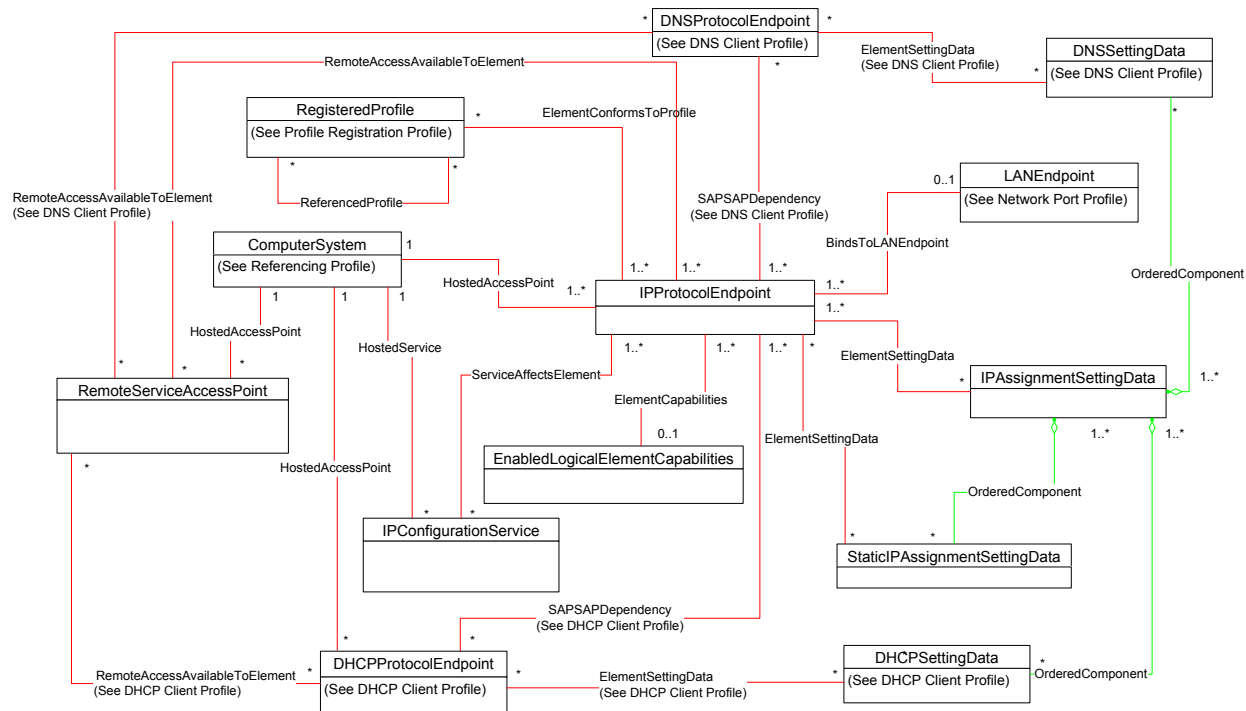 *
DNSProtocolEndpoint
*
(See DNS Client Profile)
ElementSettingData
(See DNS Client Profile)
*
DNSSettingData
(See DNS Client Profile)
*
RemoteAccessAvailableToElement
*
RegisteredProfile
(See Profile Registration Profile)
*
ElementConformsToProfile
*
*
ReferencedProfile
RemoteAccessAvailableToElement
(See DNS Client Profile)
SAPSAPDependency
(See DNS Client Profile)
0..1
LANEndpoint
(See Network Port Profile)
BindsToLANEndpoint
ComputerSystem
(See Referencing Profile)
1
HostedAccessPoint
1..*
1..*
1..*
1..*
IPProtocolEndpoint
1..*
1..*
OrderedComponent
1
1
1
HostedAccessPoint
HostedService
*
*
*
RemoteServiceAccessPoint
*
ServiceAffectsElement
1..*
1..*
1..*
*
ElementCapabilities
0..1
EnabledLogicalElementCapabilities
ElementSettingData
*
IPAssignmentSettingData
1..*
1..*
1..*
ElementSettingData
HostedAccessPoint
OrderedComponent
*
*
IPConfigurationService
*
*
StaticIPAssignmentSettingData
SAPSAPDependency
(See DHCP Client Profile)
*
*
RemoteAccessAvailableToElement
(See DHCP Client Profile)
*
DHCPProtocolEndpoint
(See DHCP Client Profile)
*
ElementSettingData
(See DHCP Client Profile)
*
DHCPSettingData
(See DHCP Client Profile)
*
OrderedComponent